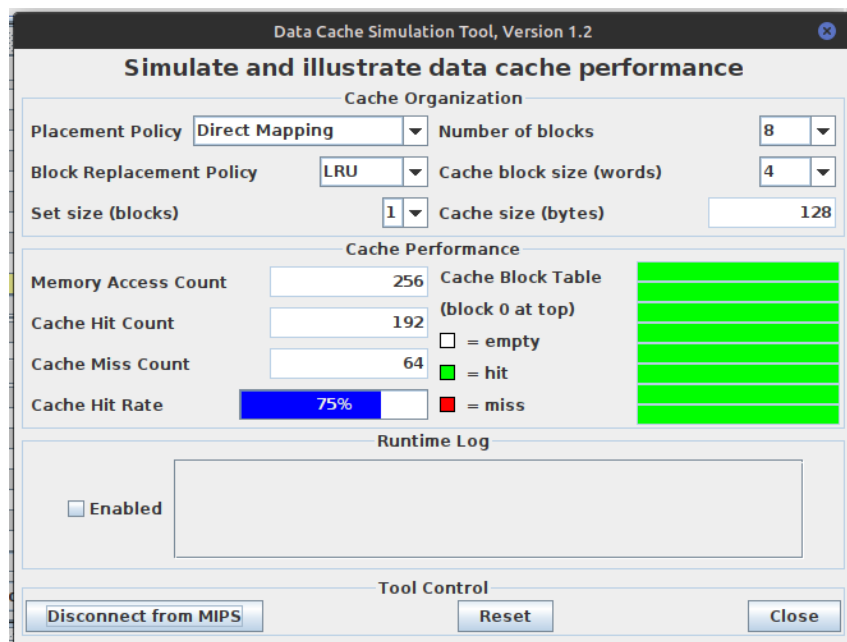 Data Cache Simulation Tool, Version 1.2
Simulate and illustrate data cache performance
Cache Organization
Placement Policy Direct Mapping Number of blocks 8
Block Replacement Policy LRU Cache block size (words) 4
Set size (blocks) 1 Cache size (bytes) 128
Cache Performance
Memory Access Count 256 Cache Block Table
(block 0 at top)
Cache Hit Count 192
= empty
Cache Miss Count 64
= hit
Cache Hit Rate 75% = miss
Runtime Log
Enabled
Tool Control
Disconnect from MIPS Reset Close